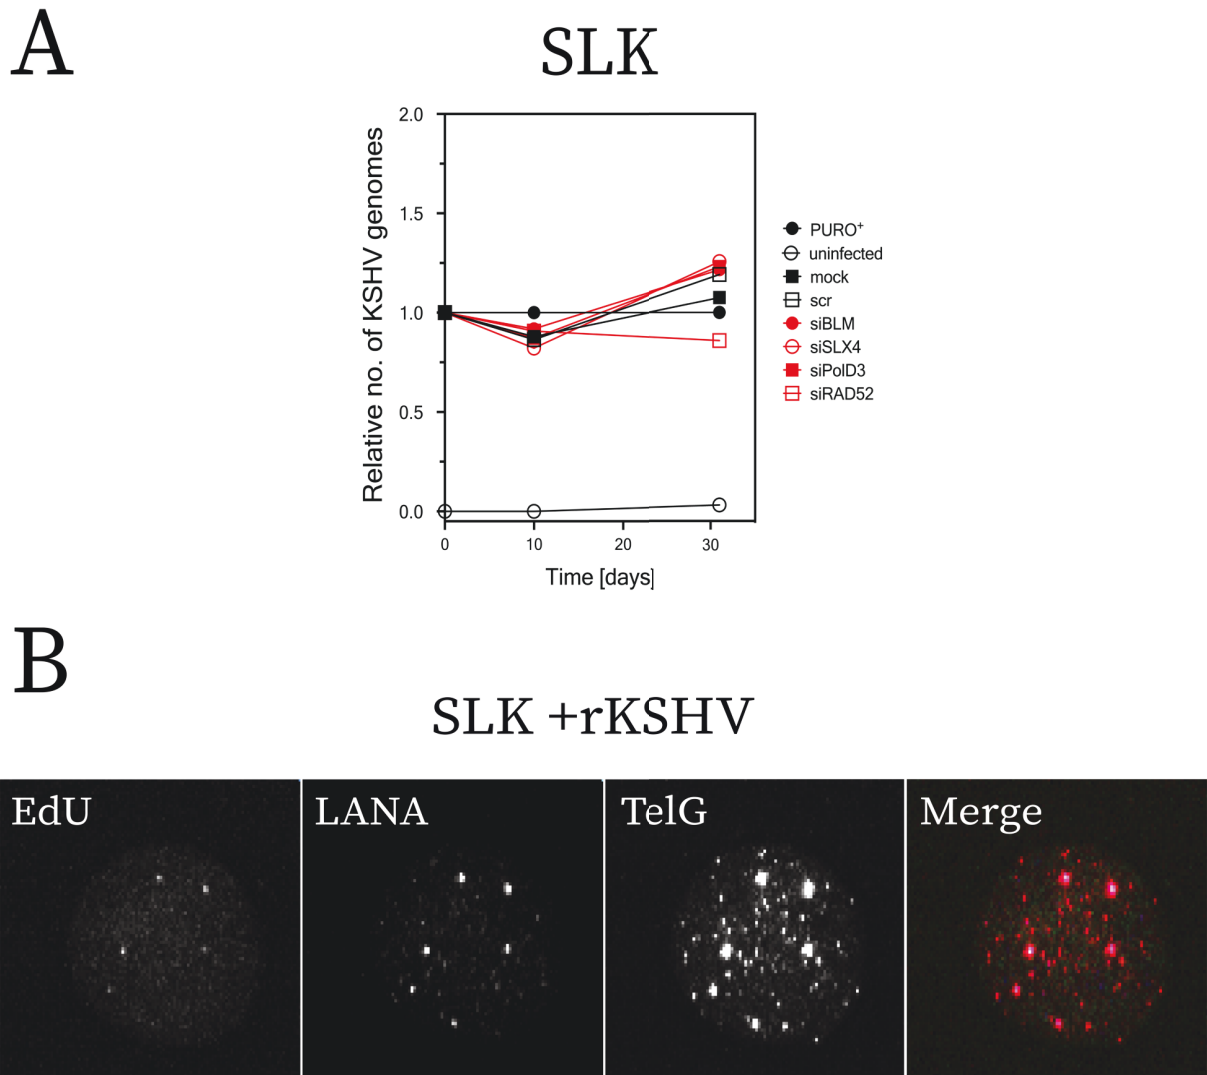 A
SLK
Relative no. of KSHV genomes
2.0
1.5
1.0
0.5
0.0
0
10
20
30
Time [days]
PURO⁺
uninfected
mock
scr
siBLM
siSLX4
siPolD3
siRAD52
B
SLK +rKSHV
EdU
LANA
TelG
Merge